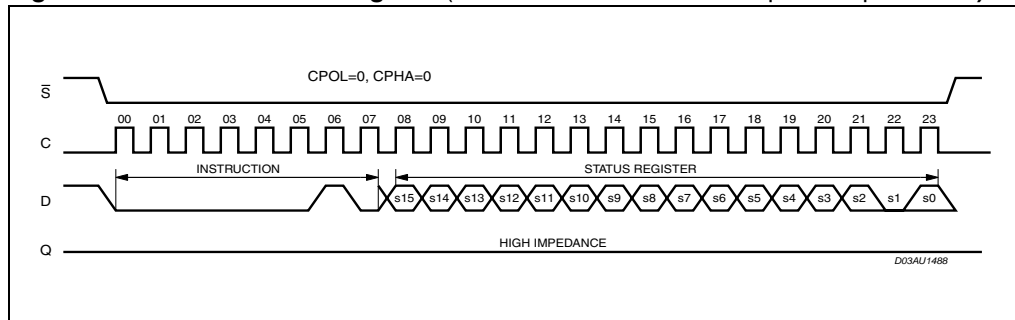 CPOL=0, CPHA=0
S
00 01 02 03 04 05 06 07 08 09 10 11 12 13 14 15 16 17 18 19 20 21 22 23
C
INSTRUCTION STATUS REGISTER
D s15 s14 s13 s12 s11 s10 s9 s8 s7 s6 s5 s4 s3 s2 s1 s0
Q HIGH IMPEDANCE
D03AU1488